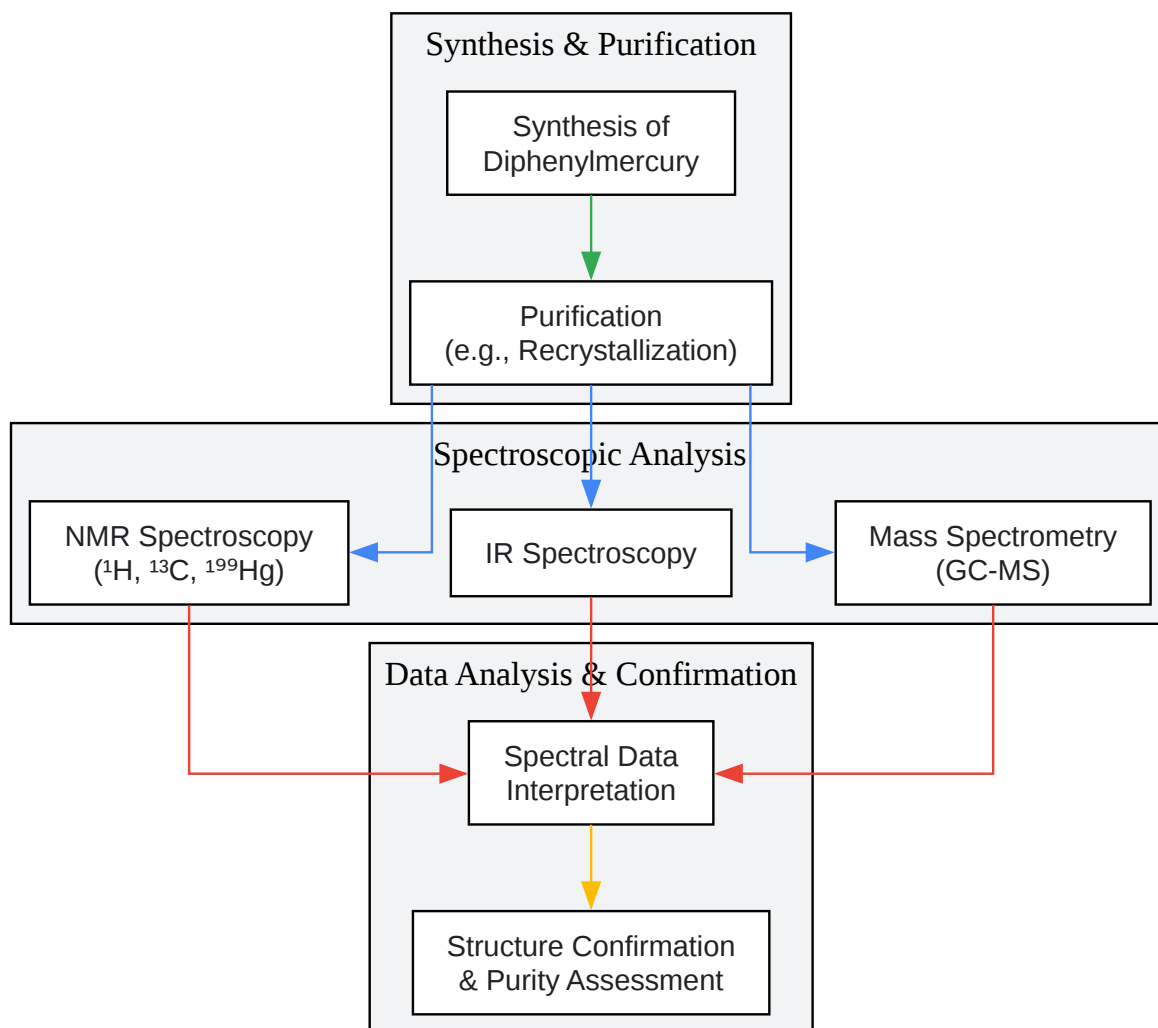 Synthesis & Purification
Synthesis of
Diphenylmercury
Purification
(e.g., Recrystallization)
Spectroscopic Analysis
NMR Spectroscopy
(¹H, ¹³C, ¹⁹⁹Hg)
IR Spectroscopy
Mass Spectrometry
(GC-MS)
Data Analysis & Confirmation
Spectral Data
Interpretation
Structure Confirmation
& Purity Assessment